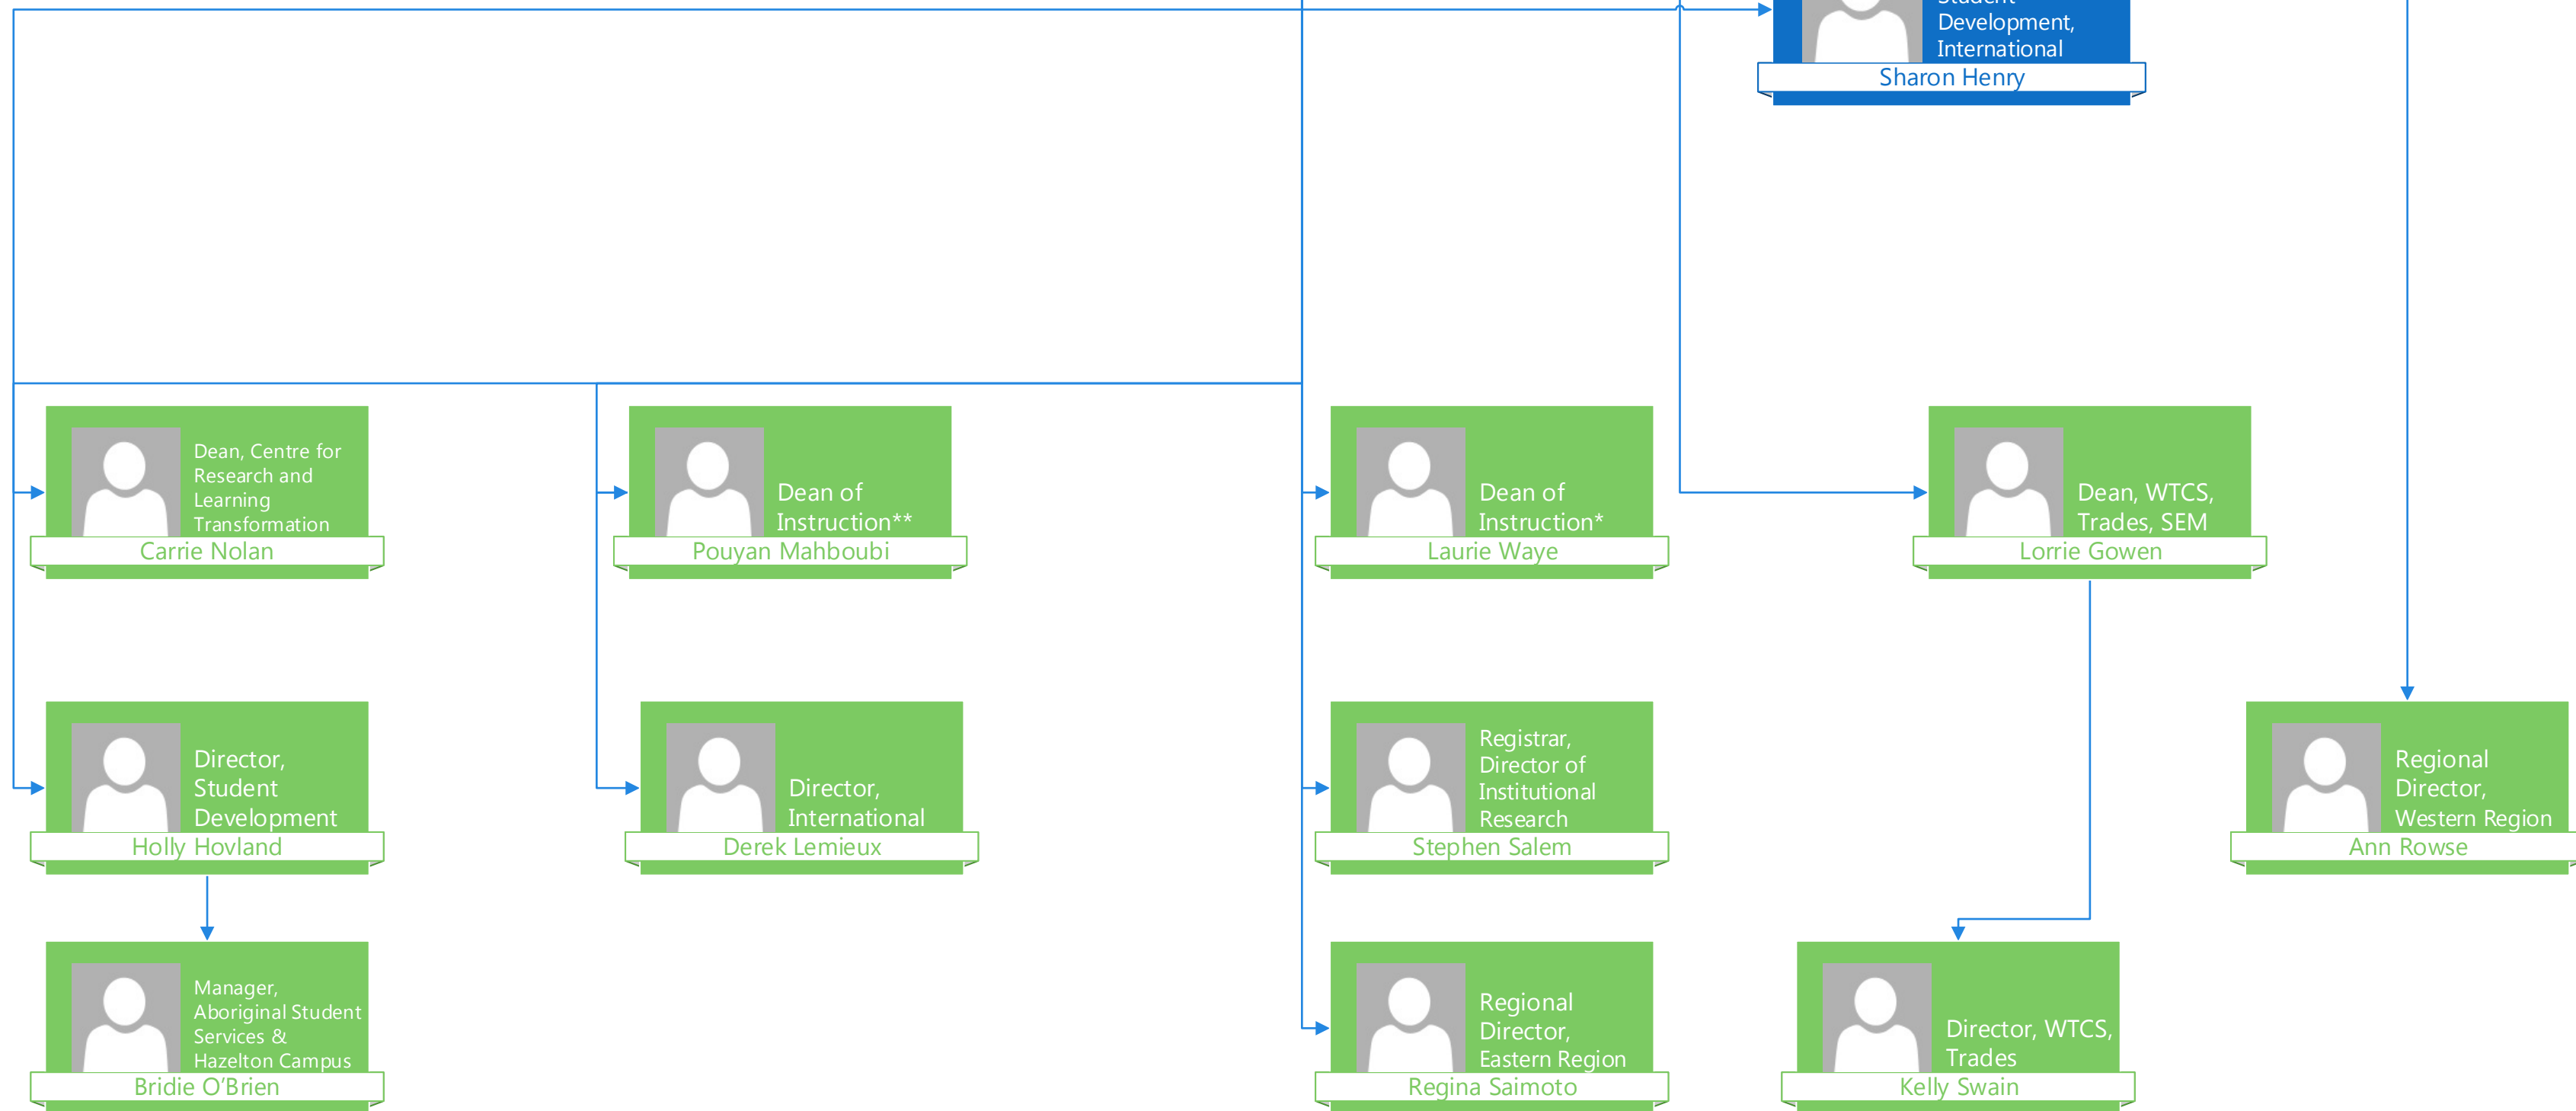 Student
Development,
International
Sharon Henry
Dean, Centre for
Research and
Learning
Transformation
Carrie Nolan
Dean of
Instruction**
Pouyan Mahboubi
Dean of
Instruction*
Laurie Waye
Dean, WTCS,
Trades, SEM
Lorrie Gowen
Director,
Student
Development
Holly Hovland
Director,
International
Derek Lemieux
Registrar,
Director of
Institutional
Research
Stephen Salem
Regional
Director,
Western Region
Ann Rowse
Manager,
Aboriginal Student
Services &
Hazelton Campus
Bridie O’Brien
Regional
Director,
Eastern Region
Regina Saimoto
Director, WTCS,
Trades
Kelly Swain